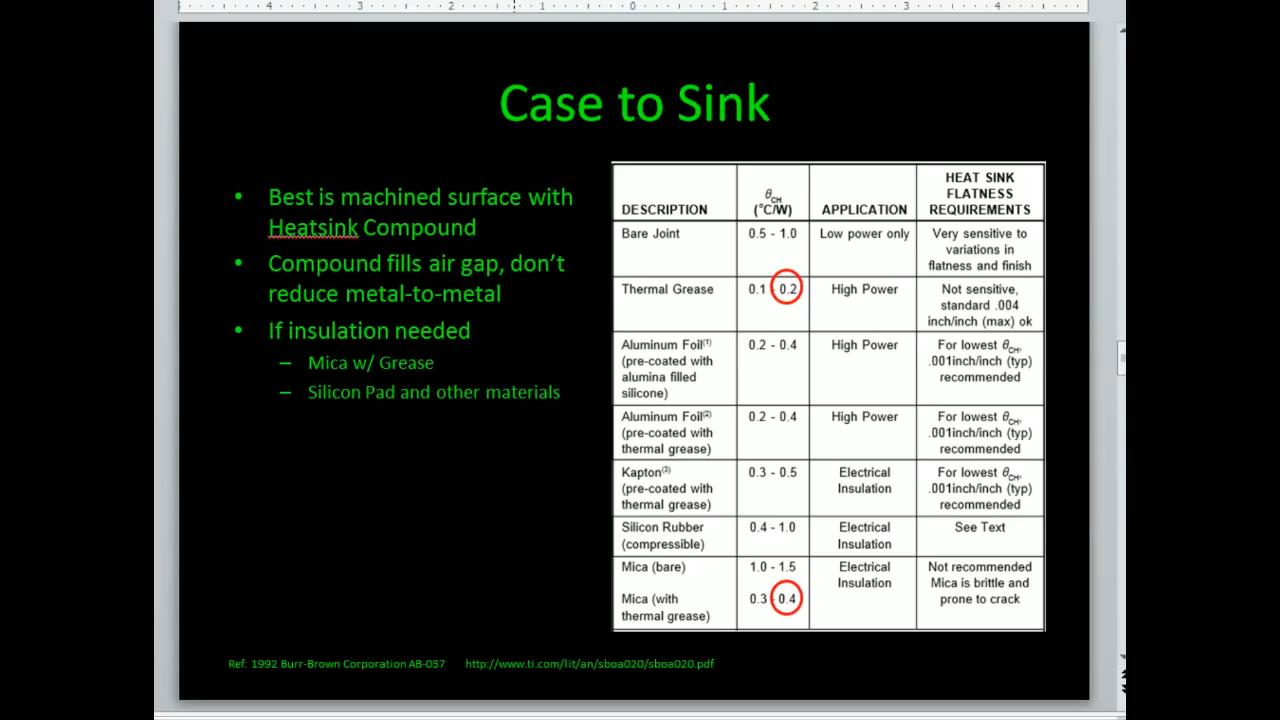 4 3 2 1 0 1 2 3 4
Case to Sink
• Best is machined surface with
Heatsink Compound
• Compound fills air gap, don’t
reduce metal-to-metal
• If insulation needed
– Mica w/ Grease
– Silicon Pad and other materials
DESCRIPTION
θCH
(°C/W)
APPLICATION
HEAT SINK
FLATNESS
REQUIREMENTS
Bare Joint
0.5 - 1.0
Low power only
Very sensitive to
variations in
flatness and finish
Thermal Grease
0.1 - 0.2
High Power
Not sensitive,
standard .004
inch/inch (max) ok
Aluminum Foil(1)
(pre-coated with
alumina filled
silicone)
0.2 - 0.4
High Power
For lowest θCH,
.001inch/inch (typ)
recommended
Aluminum Foil(2)
(pre-coated with
thermal grease)
0.2 - 0.4
High Power
For lowest θCH,
.001inch/inch (typ)
recommended
Kapton(3)
(pre-coated with
thermal grease)
0.3 - 0.5
Electrical
Insulation
For lowest θCH,
.001inch/inch (typ)
recommended
Silicon Rubber
(compressible)
0.4 - 1.0
Electrical
Insulation
See Text
Mica (bare)
1.0 - 1.5
Electrical
Insulation
Not recommended
Mica is brittle and
prone to crack
Mica (with
thermal grease)
0.3 - 0.4
Ref: 1992 Burr-Brown Corporation AB-037 http://www.ti.com/lit/an/sboa020/sboa020.pdf